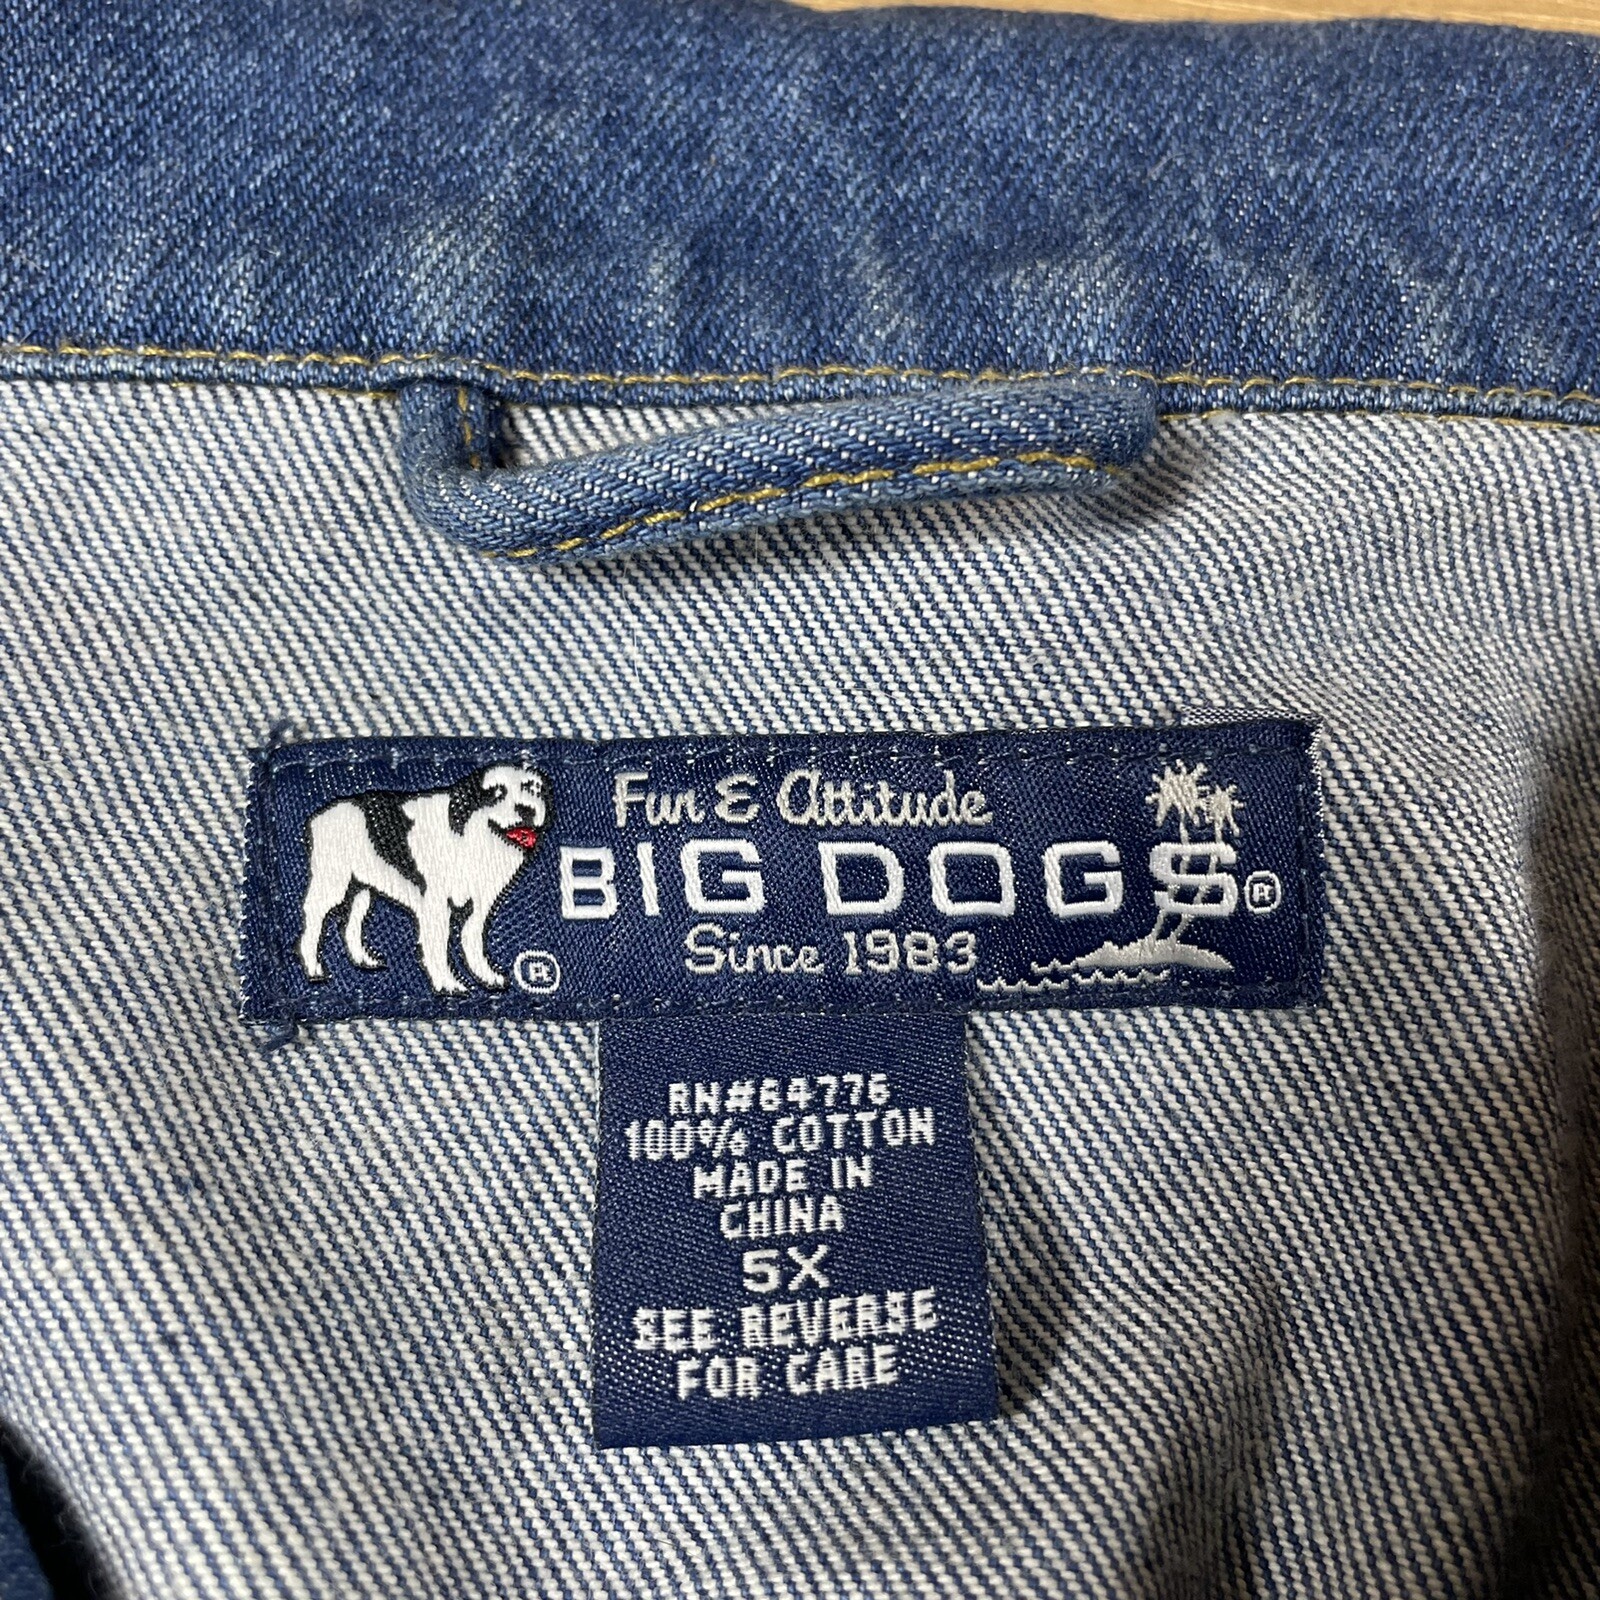 Fun & Attitude
BIG DOGS®
Since 1983
®
RN#64776
100% COTTON
MADE IN
CHINA
5X
SEE REVERSE
FOR CARE